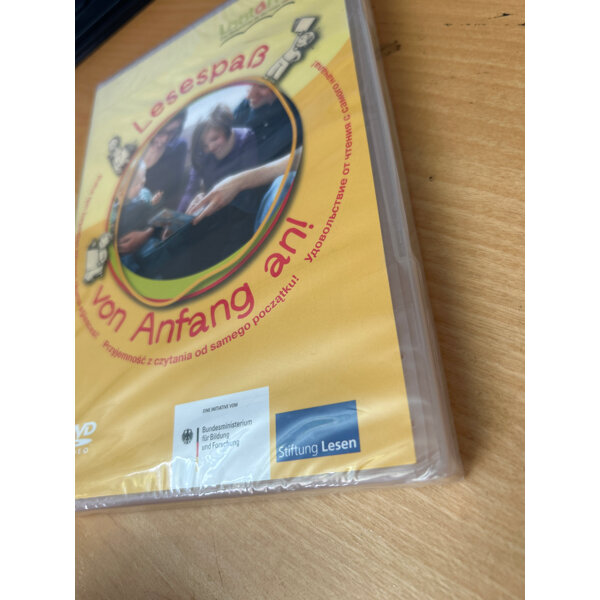 Lesespaß
von Anfang an!
Przyjemność z czytania od samego początku!
Удовольствие от чтения с самого начала!
EINE INITIATIVE VOM
Bundesministerium
für Bildung
und Forschung
Stiftung Lesen